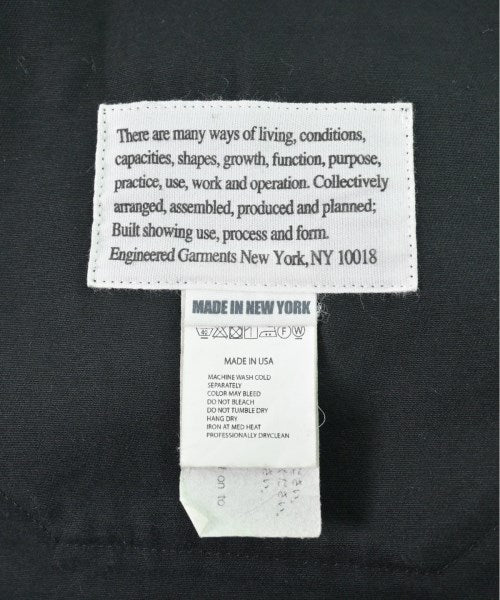 There are many ways of living, conditions,
capacities, shapes, growth, function, purpose,
practice, use, work and operation. Collectively
arranged, assembled, produced and planned;
Built showing use, process and form.
Engineered Garments New York, NY 10018
MADE IN NEW YORK
MADE IN USA
MACHINE WASH COLD
SEPARATELY
COLOR MAY BLEED
DO NOT BLEACH
DO NOT TUMBLE DRY
HANG DRY
IRON AT MED HEAT
PROFESSIONALLY DRYCLEAN
on to